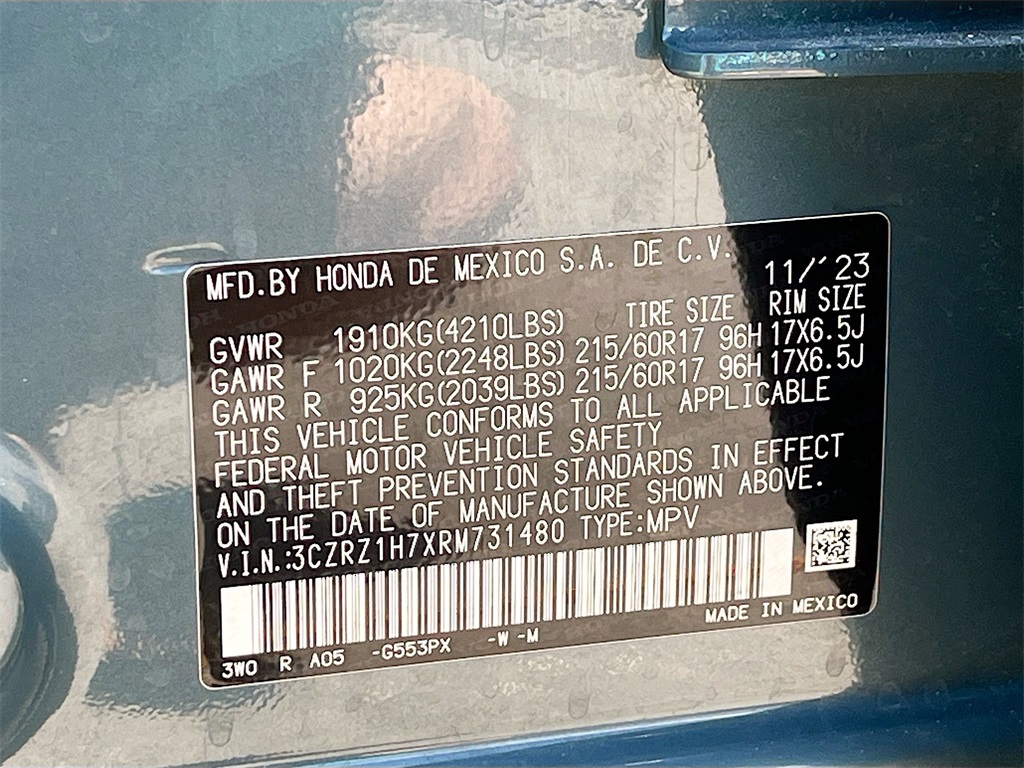 MFD.BY HONDA DE MEXICO S.A. DE C.V.
11/'23
GVWR 1910KG(4210LBS) TIRE SIZE RIM SIZE
GAWR F 1020KG(2248LBS) 215/60R17 96H 17X6.5J
GAWR R 925KG(2039LBS) 215/60R17 96H 17X6.5J
THIS VEHICLE CONFORMS TO ALL APPLICABLE
FEDERAL MOTOR VEHICLE SAFETY
AND THEFT PREVENTION STANDARDS IN EFFECT
ON THE DATE OF MANUFACTURE SHOWN ABOVE.
V.I.N.:3CZRZ1H7XRM731480 TYPE:MPV
MADE IN MEXICO
3WO R A05 -G553PX -W -M